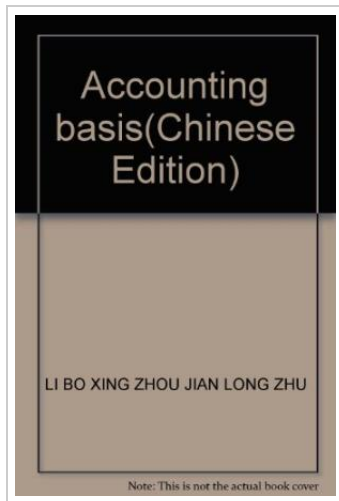 Accounting
basis(Chinese
Edition)
LI BO XING ZHOU JIAN LONG ZHU
Note: This is not the actual book cover